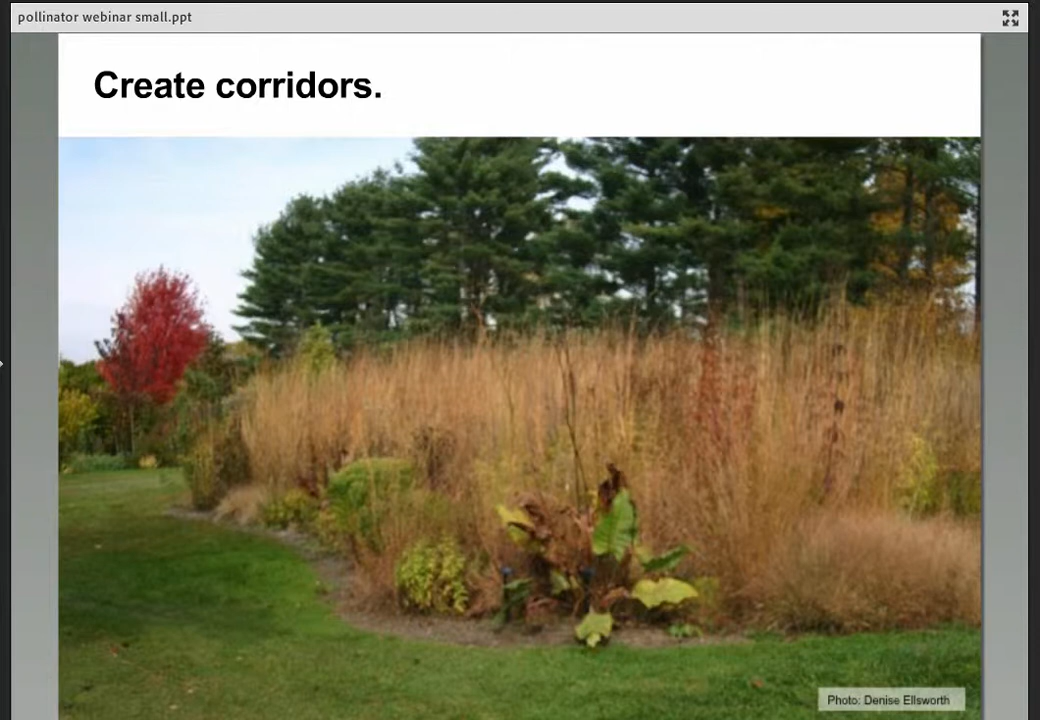 pollinator webinar small.ppt
Create corridors.
Photo: Denise Ellsworth